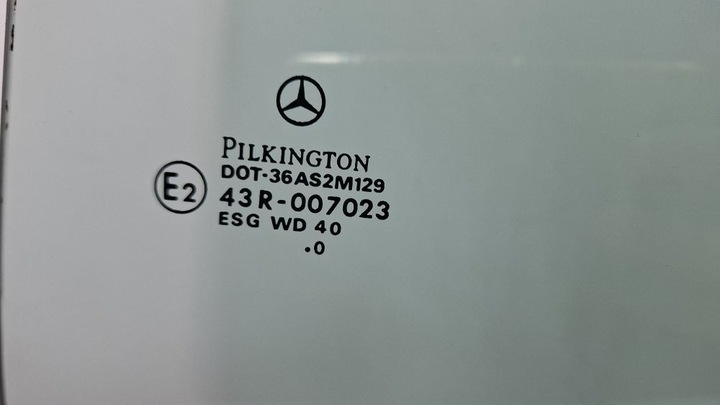 PILKINGTON
DOT-36AS2M129
E2
43R-007023
ESG WD 40
.0